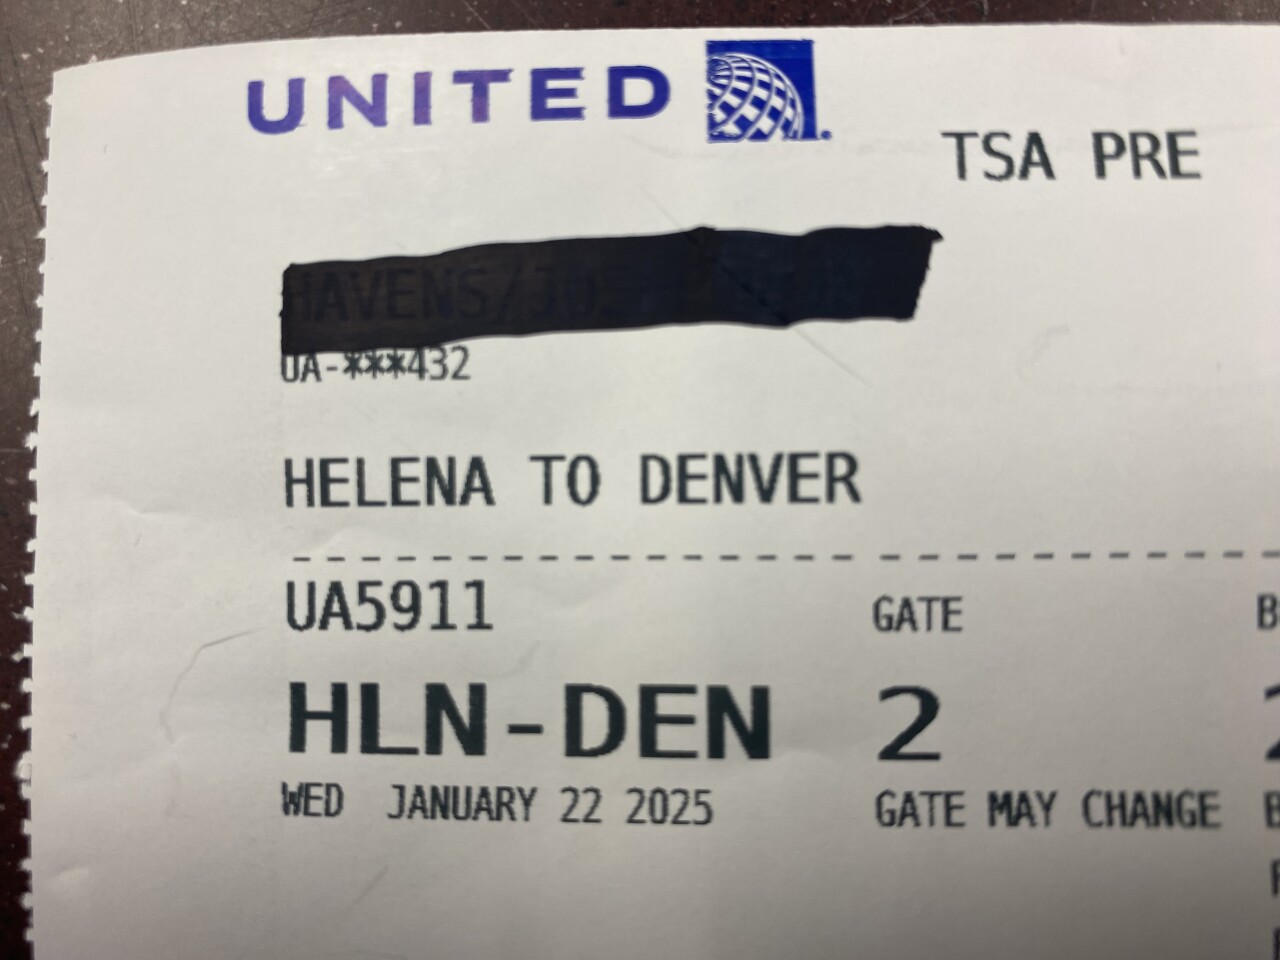 UNITED
TSA PRE
UA-***432
HELENA TO DENVER
UA5911
GATE
HLN-DEN
2
WED JANUARY 22 2025
GATE MAY CHANGE